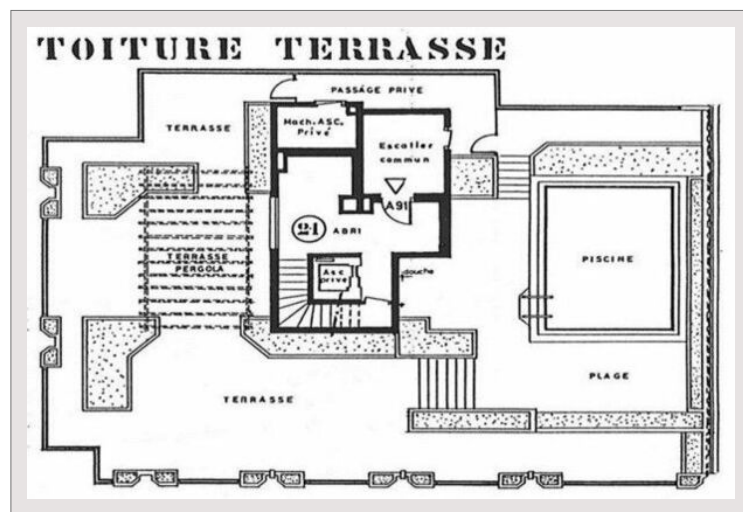 TOITURE TERRASSE
PASSAGE PRIVE
TERRASSE
Mach. ASC.
Privé
Escalier
commun
A91
21
ABRI
TERRASSE
PERGOLA
Asc
privé
douche
PISCINE
PLAGE
TERRASSE